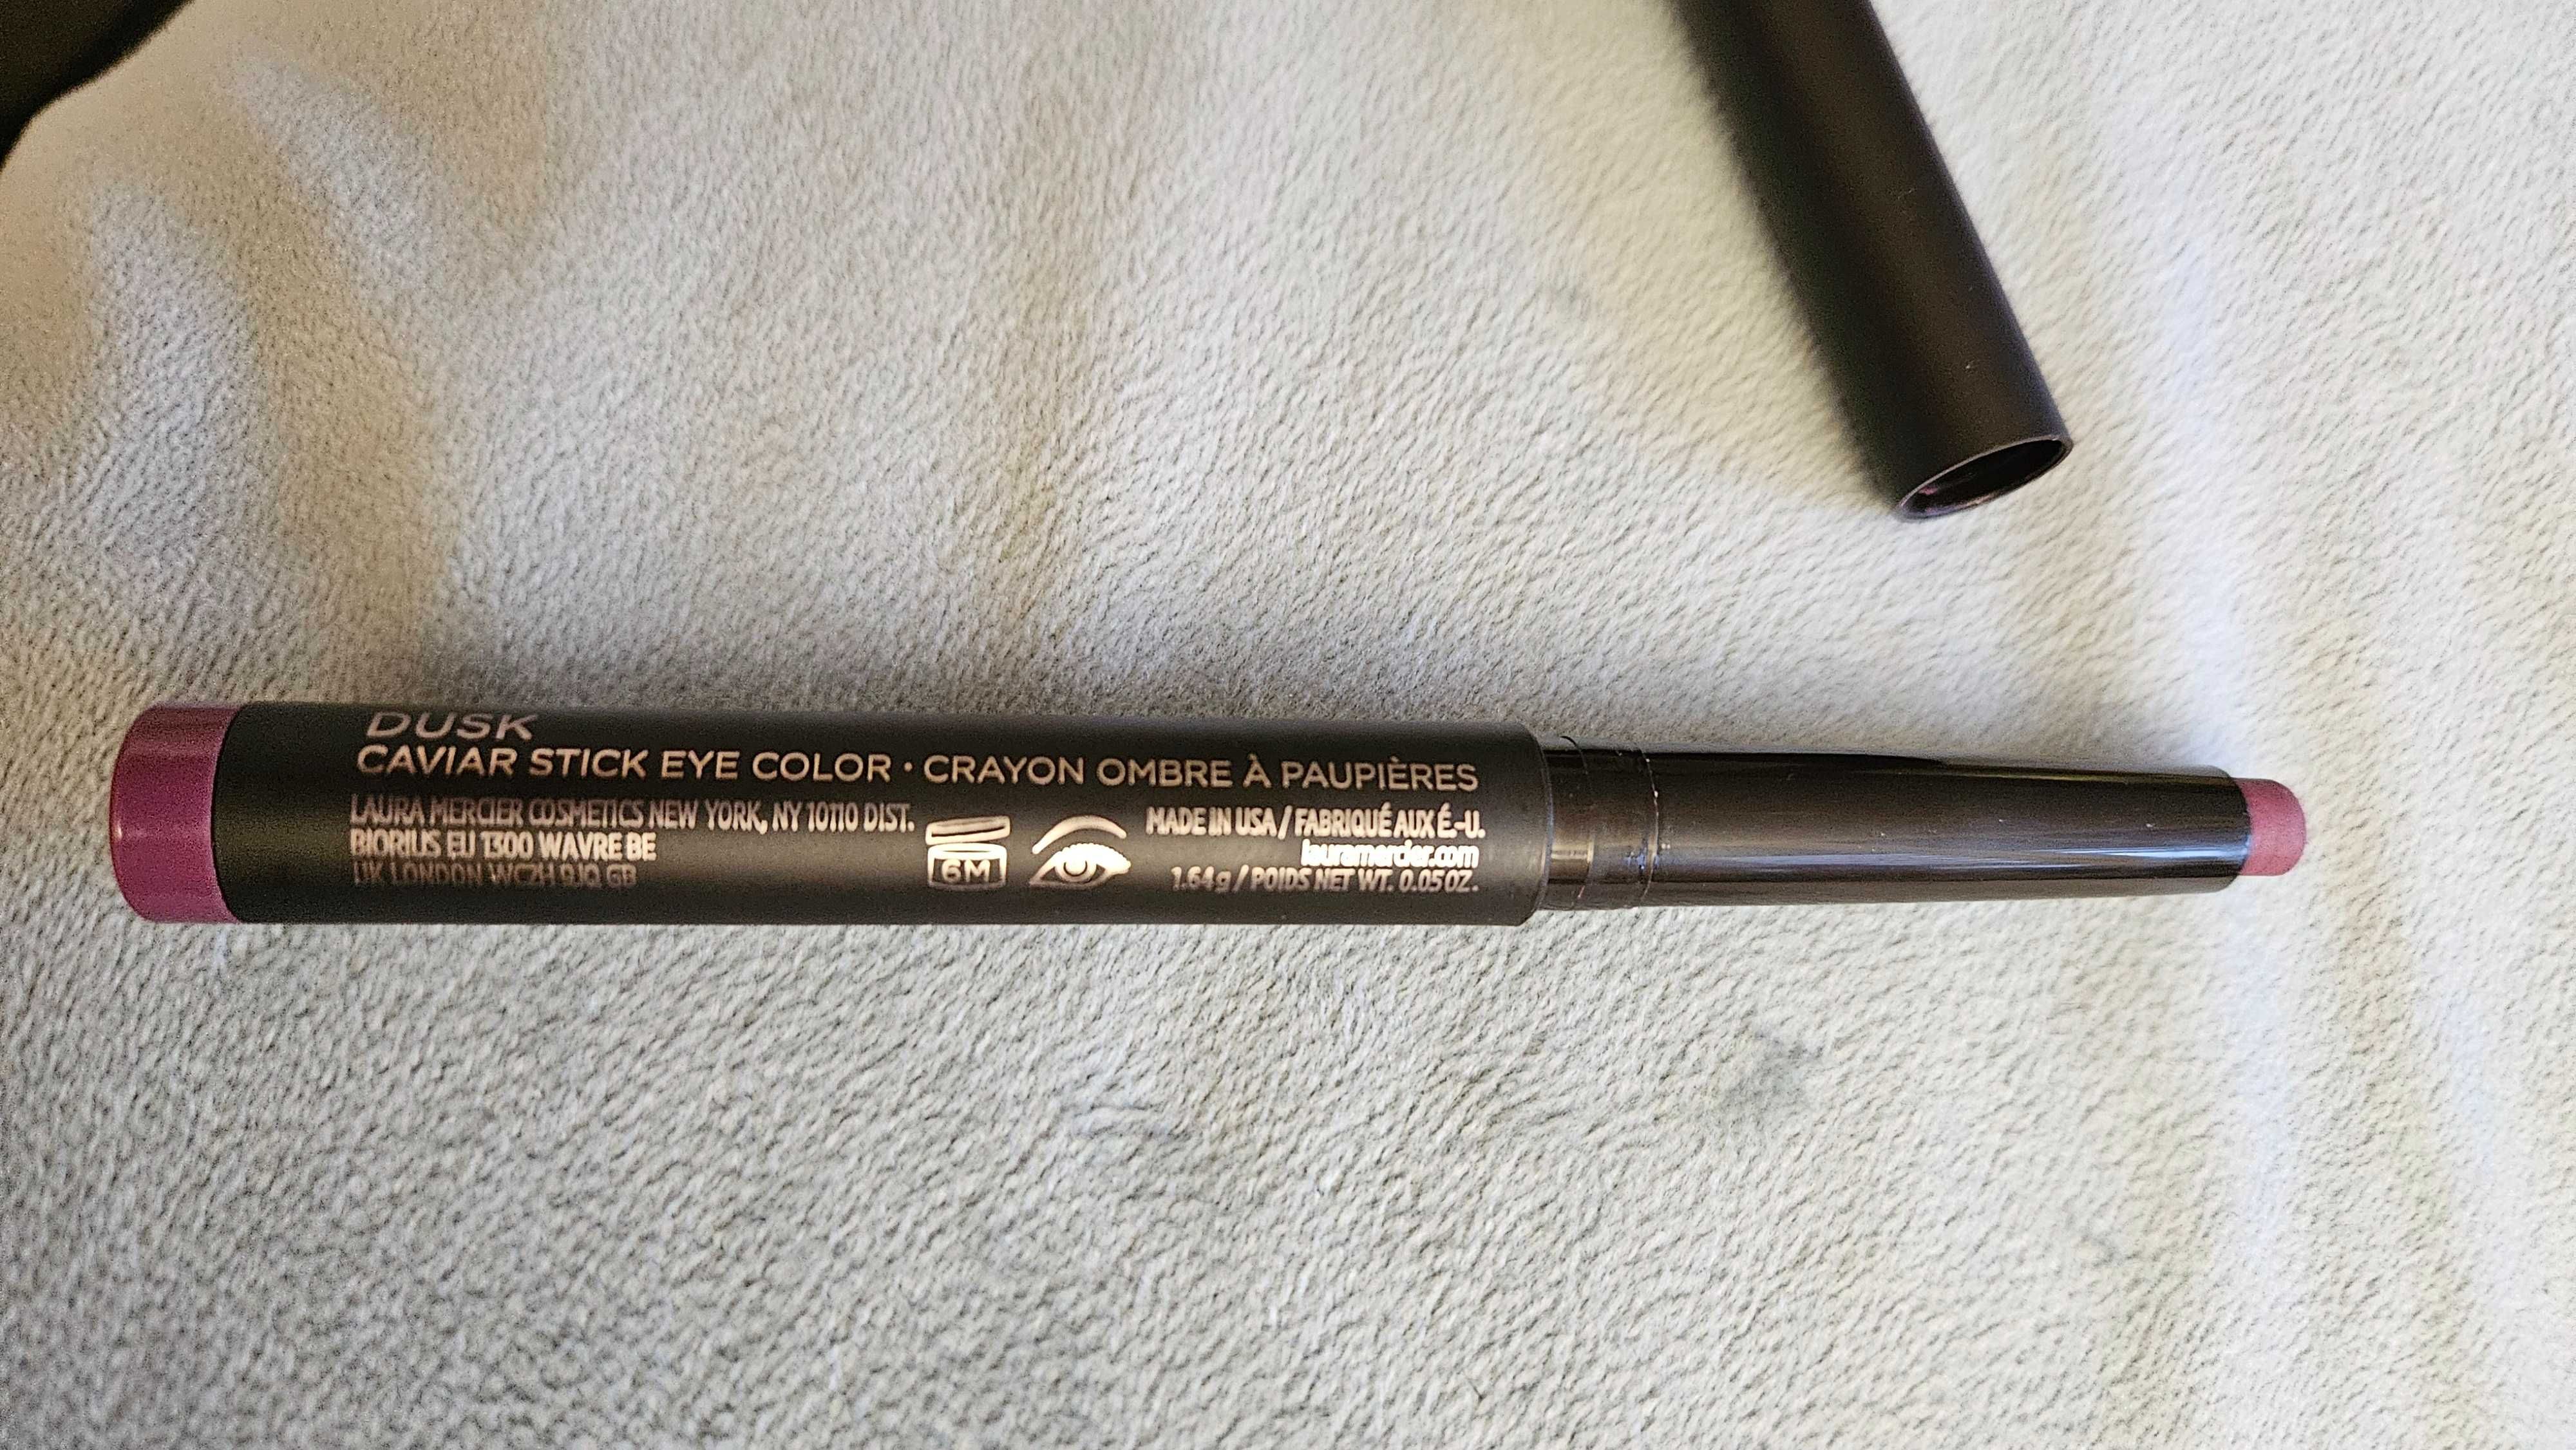 DUSK
CAVIAR STICK EYE COLOR • CRAYON OMBRE À PAUPIÈRES
LAURA MERCIER COSMETICS NEW YORK, NY 10110 DIST.
BIORIUS EU 1300 WAVRE BE
UK LONDON WC2H 9JQ GB
6M
MADE IN USA / FABRIQUÉ AUX É.-U.
lauramercier.com
1.64 g / POIDS NET WT. 0.05 OZ.